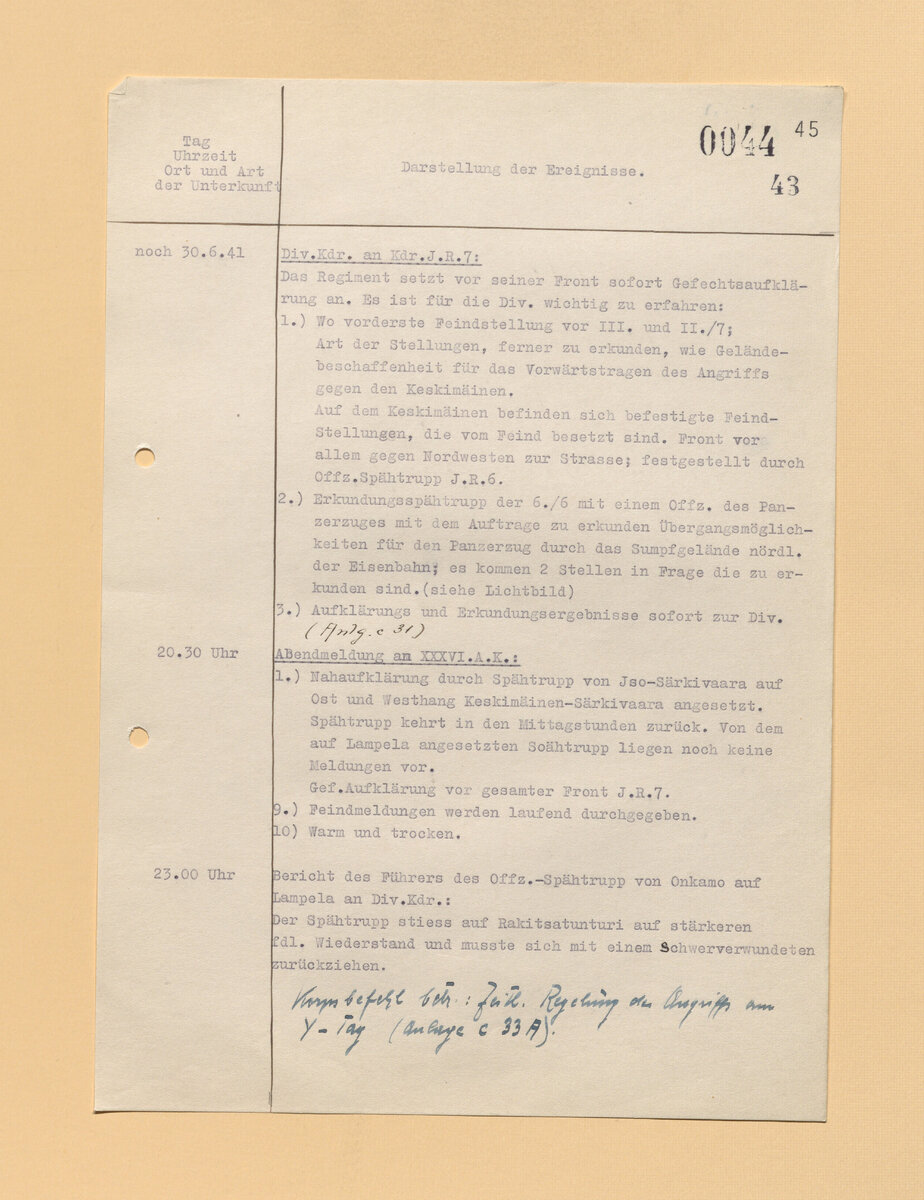 0044 45
43
Tag
Uhrzeit
Ort und Art
der Unterkunft
Darstellung der Ereignisse.
noch 30.6.41
Div.Kdr. an Kdr.J.R.7:
Das Regiment setzt vor seiner Front sofort Gefechtsaufklä-
rung an. Es ist für die Div. wichtig zu erfahren:
1.) Wo vorderste Feindstellung vor III. und II./7;
Art der Stellungen, ferner zu erkunden, wie Gelände-
beschaffenheit für das Vorwärtstragen des Angriffs
gegen den Keskimäinen.
Auf dem Keskimäinen befinden sich befestigte Feind-
Stellungen, die vom Feind besetzt sind. Front vor
allem gegen Nordwesten zur Strasse; festgestellt durch
Offz.Spähtrupp J.R.6.
2.) Erkundungsspähtrupp der 6./6 mit einem Offz. des Pan-
zerzuges mit dem Auftrage zu erkunden Übergangsmöglich-
keiten für den Panzerzug durch das Sumpfgelände nördl.
der Eisenbahn; es kommen 2 Stellen in Frage die zu er-
kunden sind.(siehe Lichtbild)
3.) Aufklärungs und Erkundungsergebnisse sofort zur Div.
(Anlg. c 31)
20.30 Uhr
ABendmeldung an XXXVI.A.K.:
1.) Nahaufklärung durch Spähtrupp von Jso-Särkivaara auf
Ost und Westhang Keskimäinen-Särkivaara angesetzt.
Spähtrupp kehrt in den Mittagstunden zurück. Von dem
auf Lampela angesetzten Soähtrupp liegen noch keine
Meldungen vor.
Gef.Aufklärung vor gesamter Front J.R.7.
9.) Feindmeldungen werden laufend durchgegeben.
10) Warm und trocken.
23.00 Uhr
Bericht des Führers des Offz.-Spähtrupp von Onkamo auf
Lampela an Div.Kdr.:
Der Spähtrupp stiess auf Rakitsatunturi auf stärkeren
fdl. Wiederstand und musste sich mit einem Schwerverwundeten
zurückziehen.
Korpsbefehl betr.: Zeitl. Regelung des Angriffs am
Y-Tag (Anlage c 33 A).